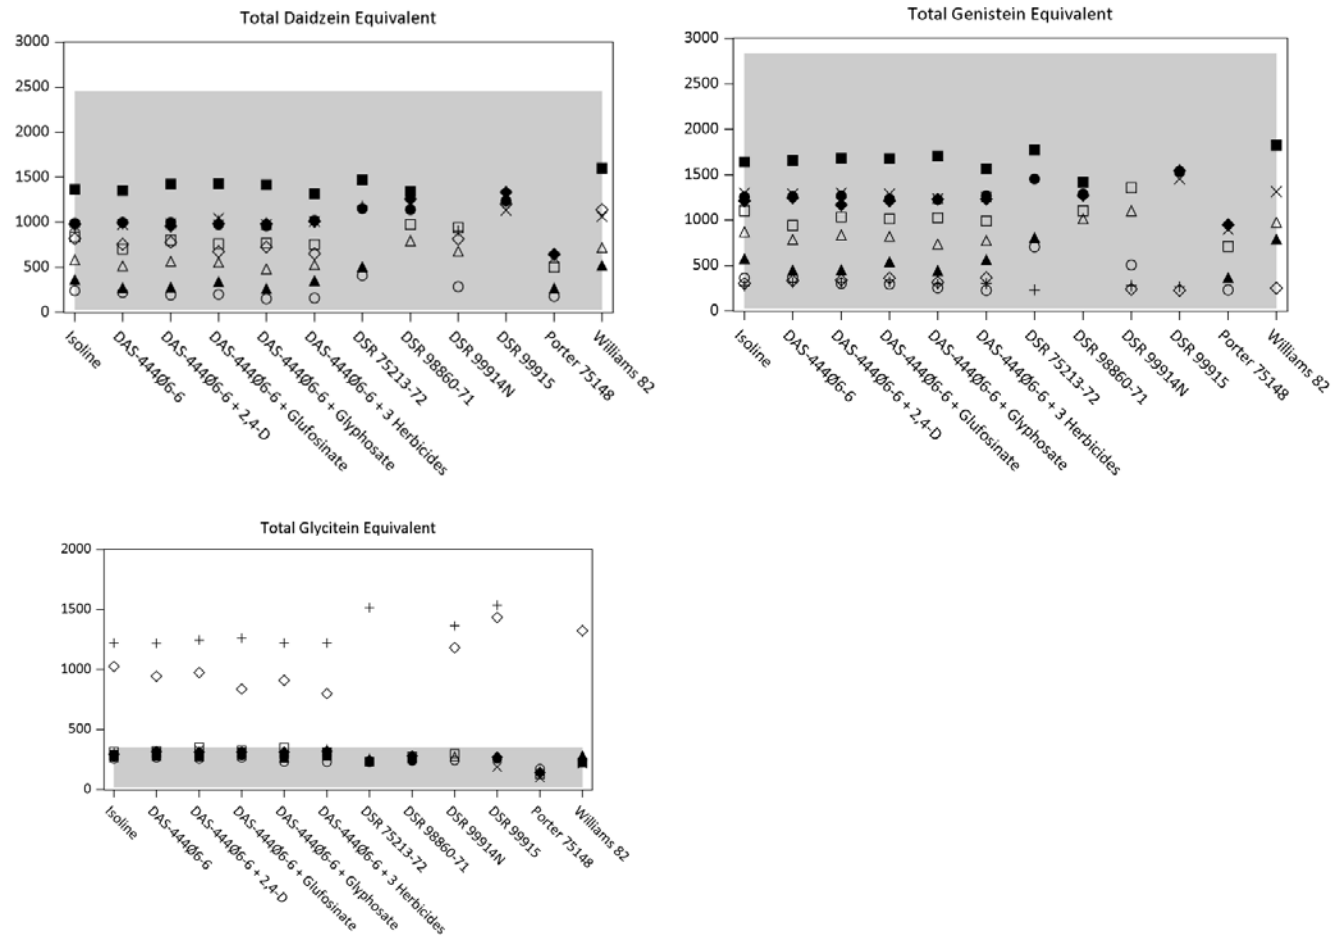 Total Daidzein Equivalent
3000
2500
2000
1500
1000
500
0
Isoline
DAS-444Ø6-6
DAS-444Ø6-6 + 2,4-D
DAS-444Ø6-6 + Glufosinate
DAS-444Ø6-6 + Glyphosate
DAS-444Ø6-6 + 3 Herbicides
DSR 75213-72
DSR 98860-71
DSR 99914N
DSR 99915
Porter 75148
Williams 82
Total Genistein Equivalent
3000
2500
2000
1500
1000
500
0
Isoline
DAS-444Ø6-6
DAS-444Ø6-6 + 2,4-D
DAS-444Ø6-6 + Glufosinate
DAS-444Ø6-6 + Glyphosate
DAS-444Ø6-6 + 3 Herbicides
DSR 75213-72
DSR 98860-71
DSR 99914N
DSR 99915
Porter 75148
Williams 82
Total Glycitein Equivalent
2000
1500
1000
500
0
Isoline
DAS-444Ø6-6
DAS-444Ø6-6 + 2,4-D
DAS-444Ø6-6 + Glufosinate
DAS-444Ø6-6 + Glyphosate
DAS-444Ø6-6 + 3 Herbicides
DSR 75213-72
DSR 98860-71
DSR 99914N
DSR 99915
Porter 75148
Williams 82